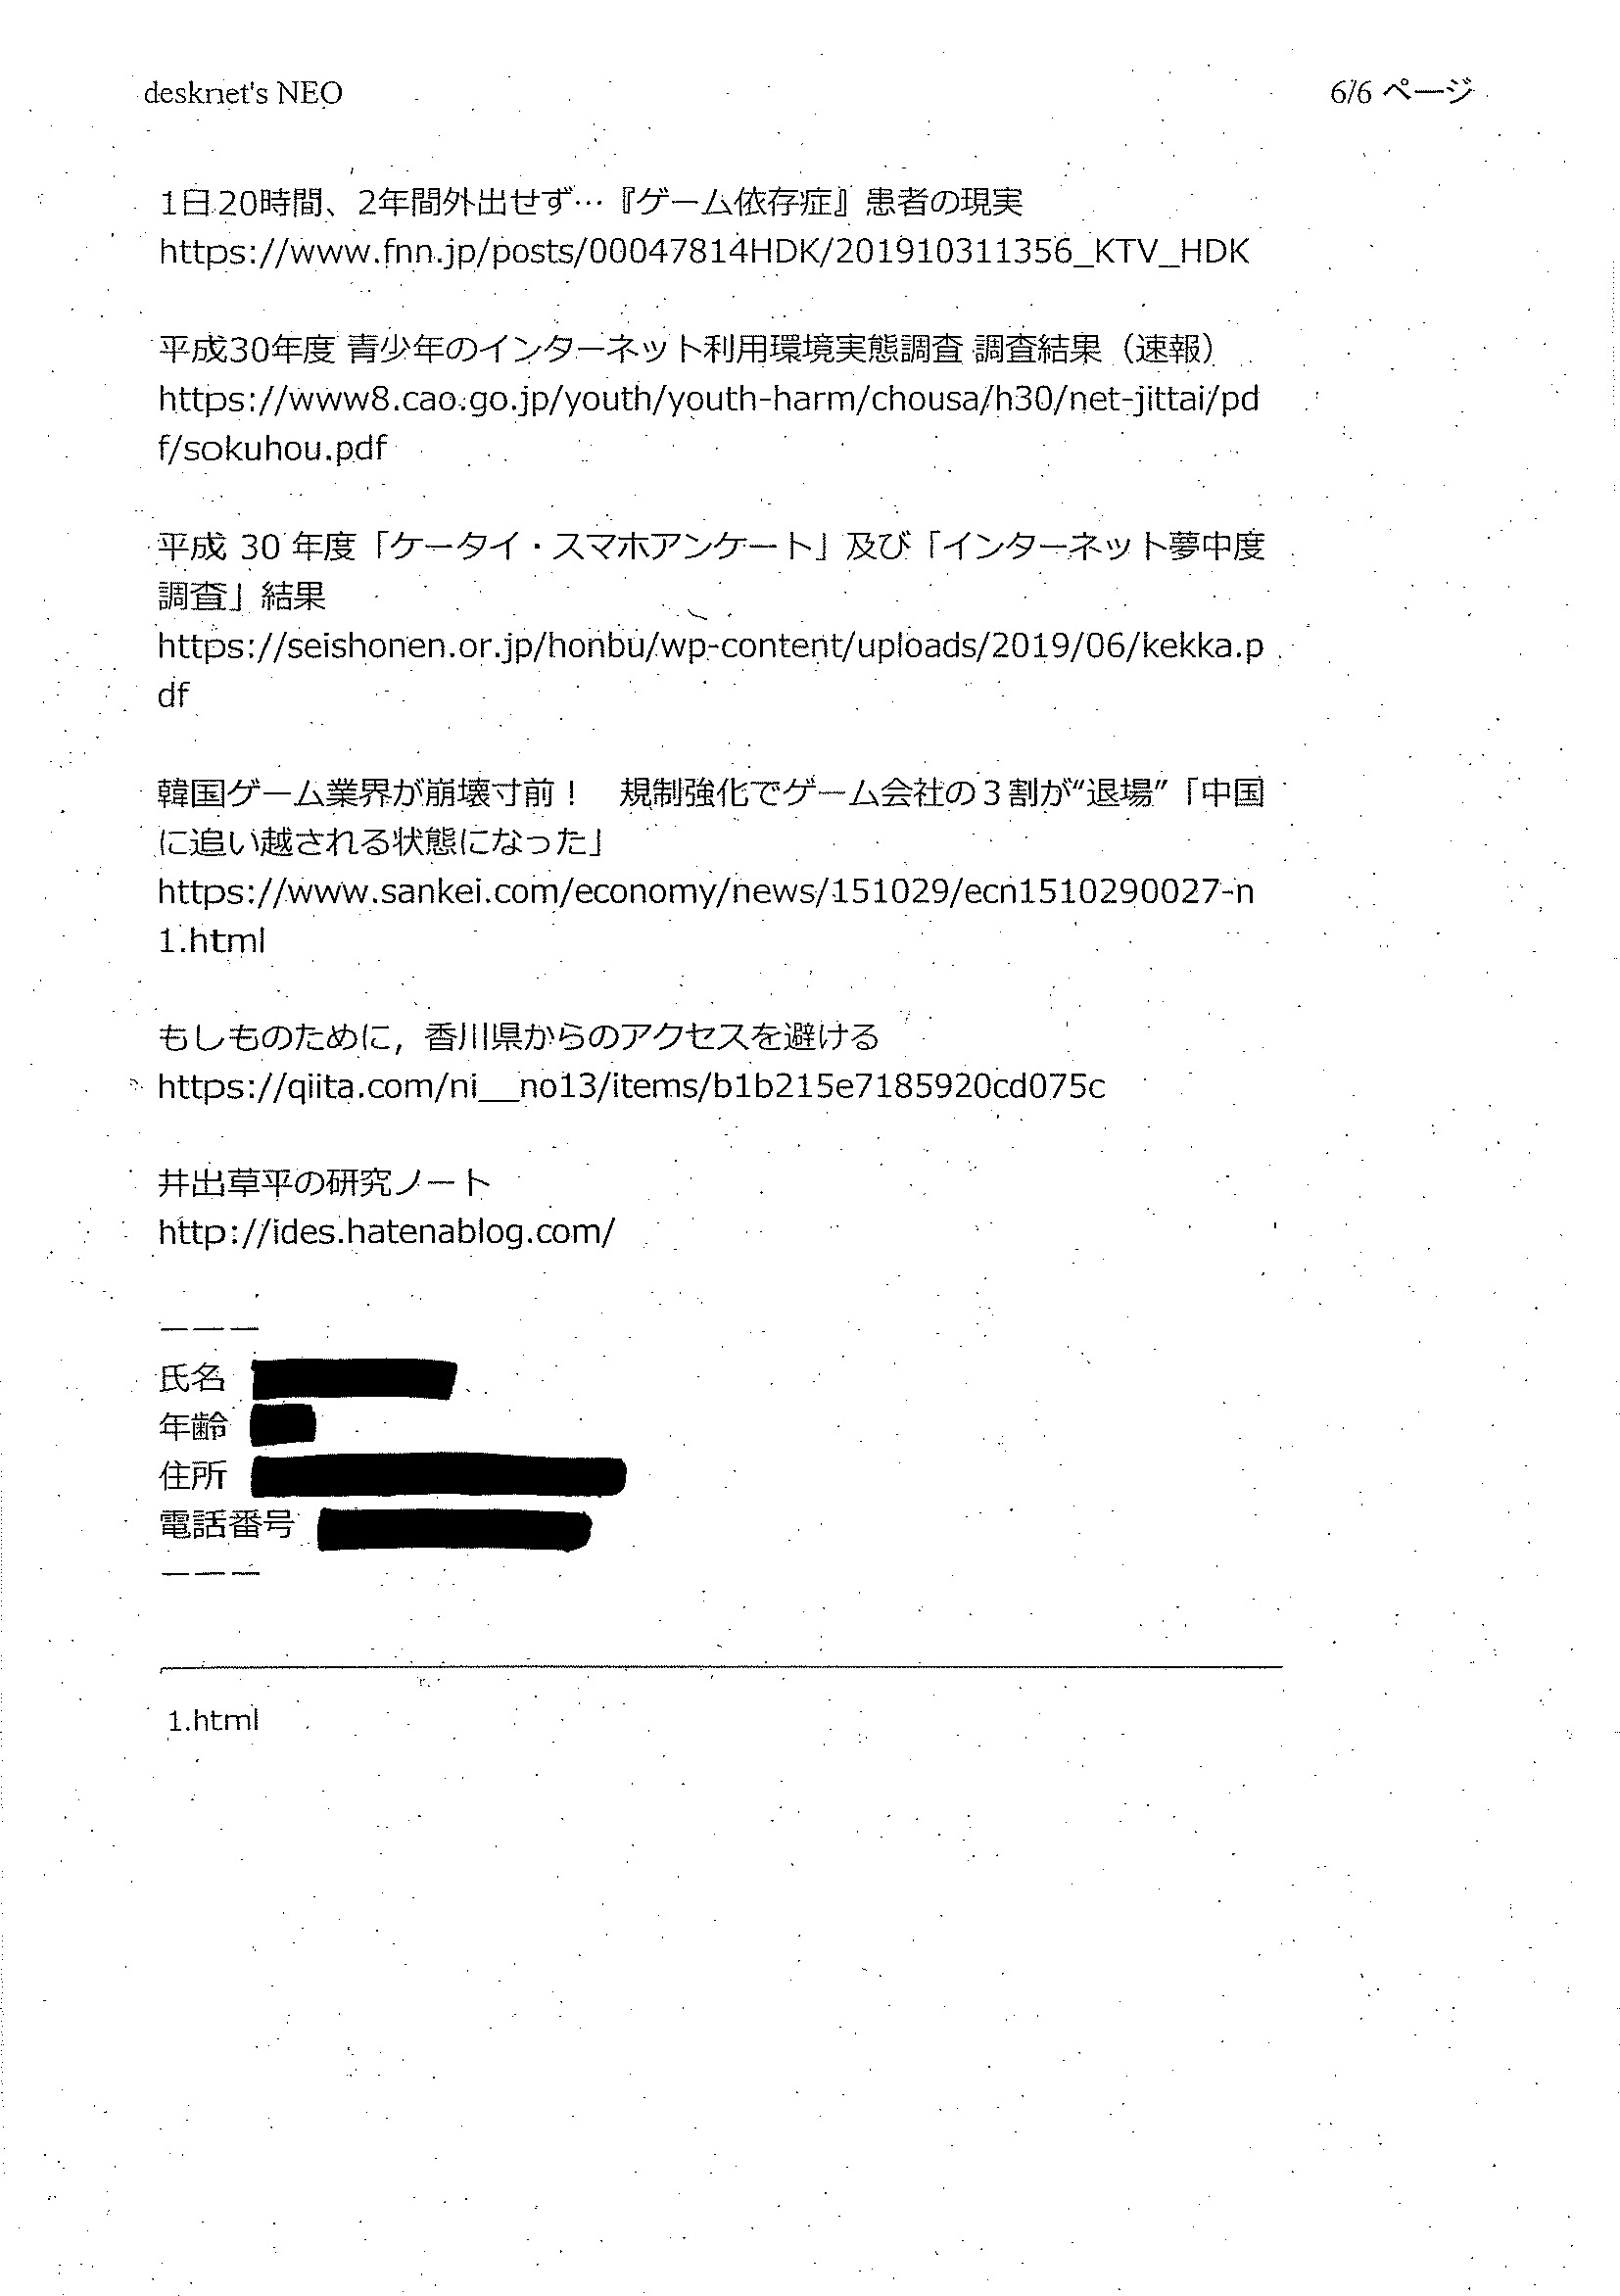 desknet's NEO
6/6 ページ
1日20時間、2年間外出せず…『ゲーム依存症』患者の現実
https://www.fnn.jp/posts/00047814HDK/201910311356_KTV_HDK
平成30年度 青少年のインターネット利用環境実態調査 調査結果（速報）
https://www8.cao.go.jp/youth/youth-harm/chousa/h30/net-jittai/pd
f/sokuhou.pdf
平成 30 年度「ケータイ・スマホアンケート」及び「インターネット夢中度
調査」結果
https://seishonen.or.jp/honbu/wp-content/uploads/2019/06/kekka.p
df
韓国ゲーム業界が崩壊寸前！　規制強化でゲーム会社の３割が“退場”「中国
に追い越される状態になった」
https://www.sankei.com/economy/news/151029/ecn1510290027-n
1.html
もしものために，香川県からのアクセスを避ける
https://qiita.com/ni__no13/items/b1b215e7185920cd075c
井出草平の研究ノート
http://ides.hatenablog.com/
―――
氏名
年齢
住所
電話番号
―――
1.html